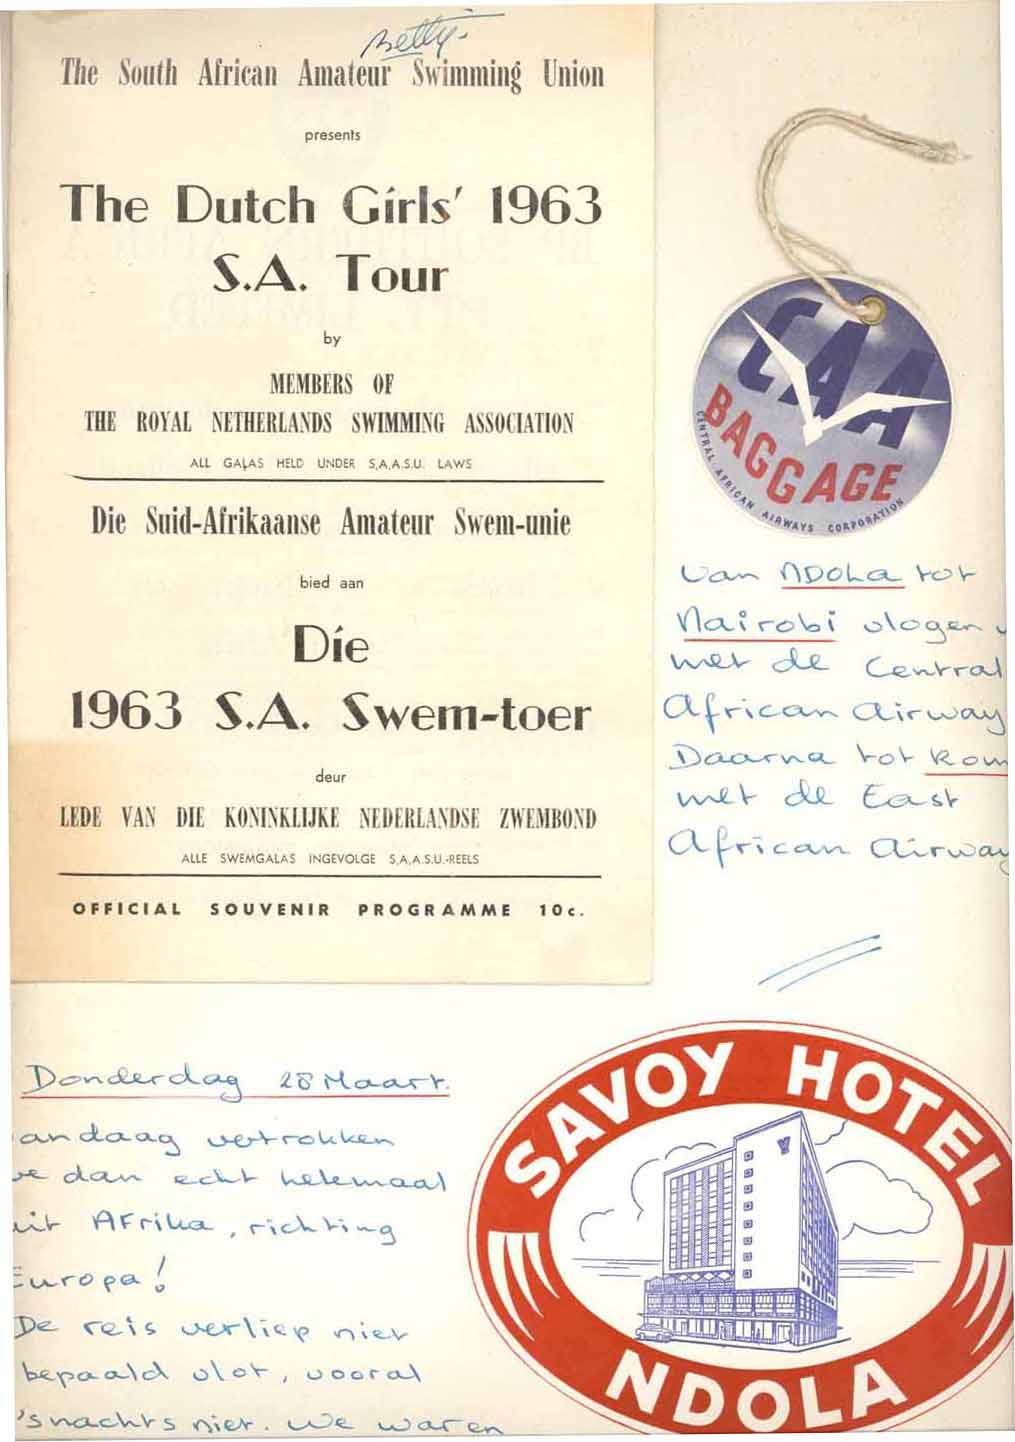 Betty.
The South African Amateur Swimming Union
presents
The Dutch Girls' 1963
S.A. Tour
by
MEMBERS OF
THE ROYAL NETHERLANDS SWIMMING ASSOCIATION
ALL GALAS HELD UNDER S.A.A.S.U. LAWS
Die Suid-Afrikaanse Amateur Swem-unie
bied aan
Die
1963 S.A. Swem-toer
deur
LEDE VAN DIE KONINKLIJKE NEDERLANDSE ZWEMBOND
ALLE SWEMGALAS INGEVOLGE S.A.A.S.U.-REELS
OFFICIAL SOUVENIR PROGRAMME 10c.
CAA
BAGGAGE
CENTRAL AFRICAN AIRWAYS CORPORATION
Van NDOLA tot
Nairobi vlogen
met de Central
African Airway
Daarna tot Rom
met de East
African Airway
Donderdag 28 Maart.
andaag vertrokken
we dan echt helemaal
uit AFrika, richting
Europa!
De reis verliep niet
bepaald vlot, vooral
's nachts niet. We waren
SAVOY HOTEL
NDOLA